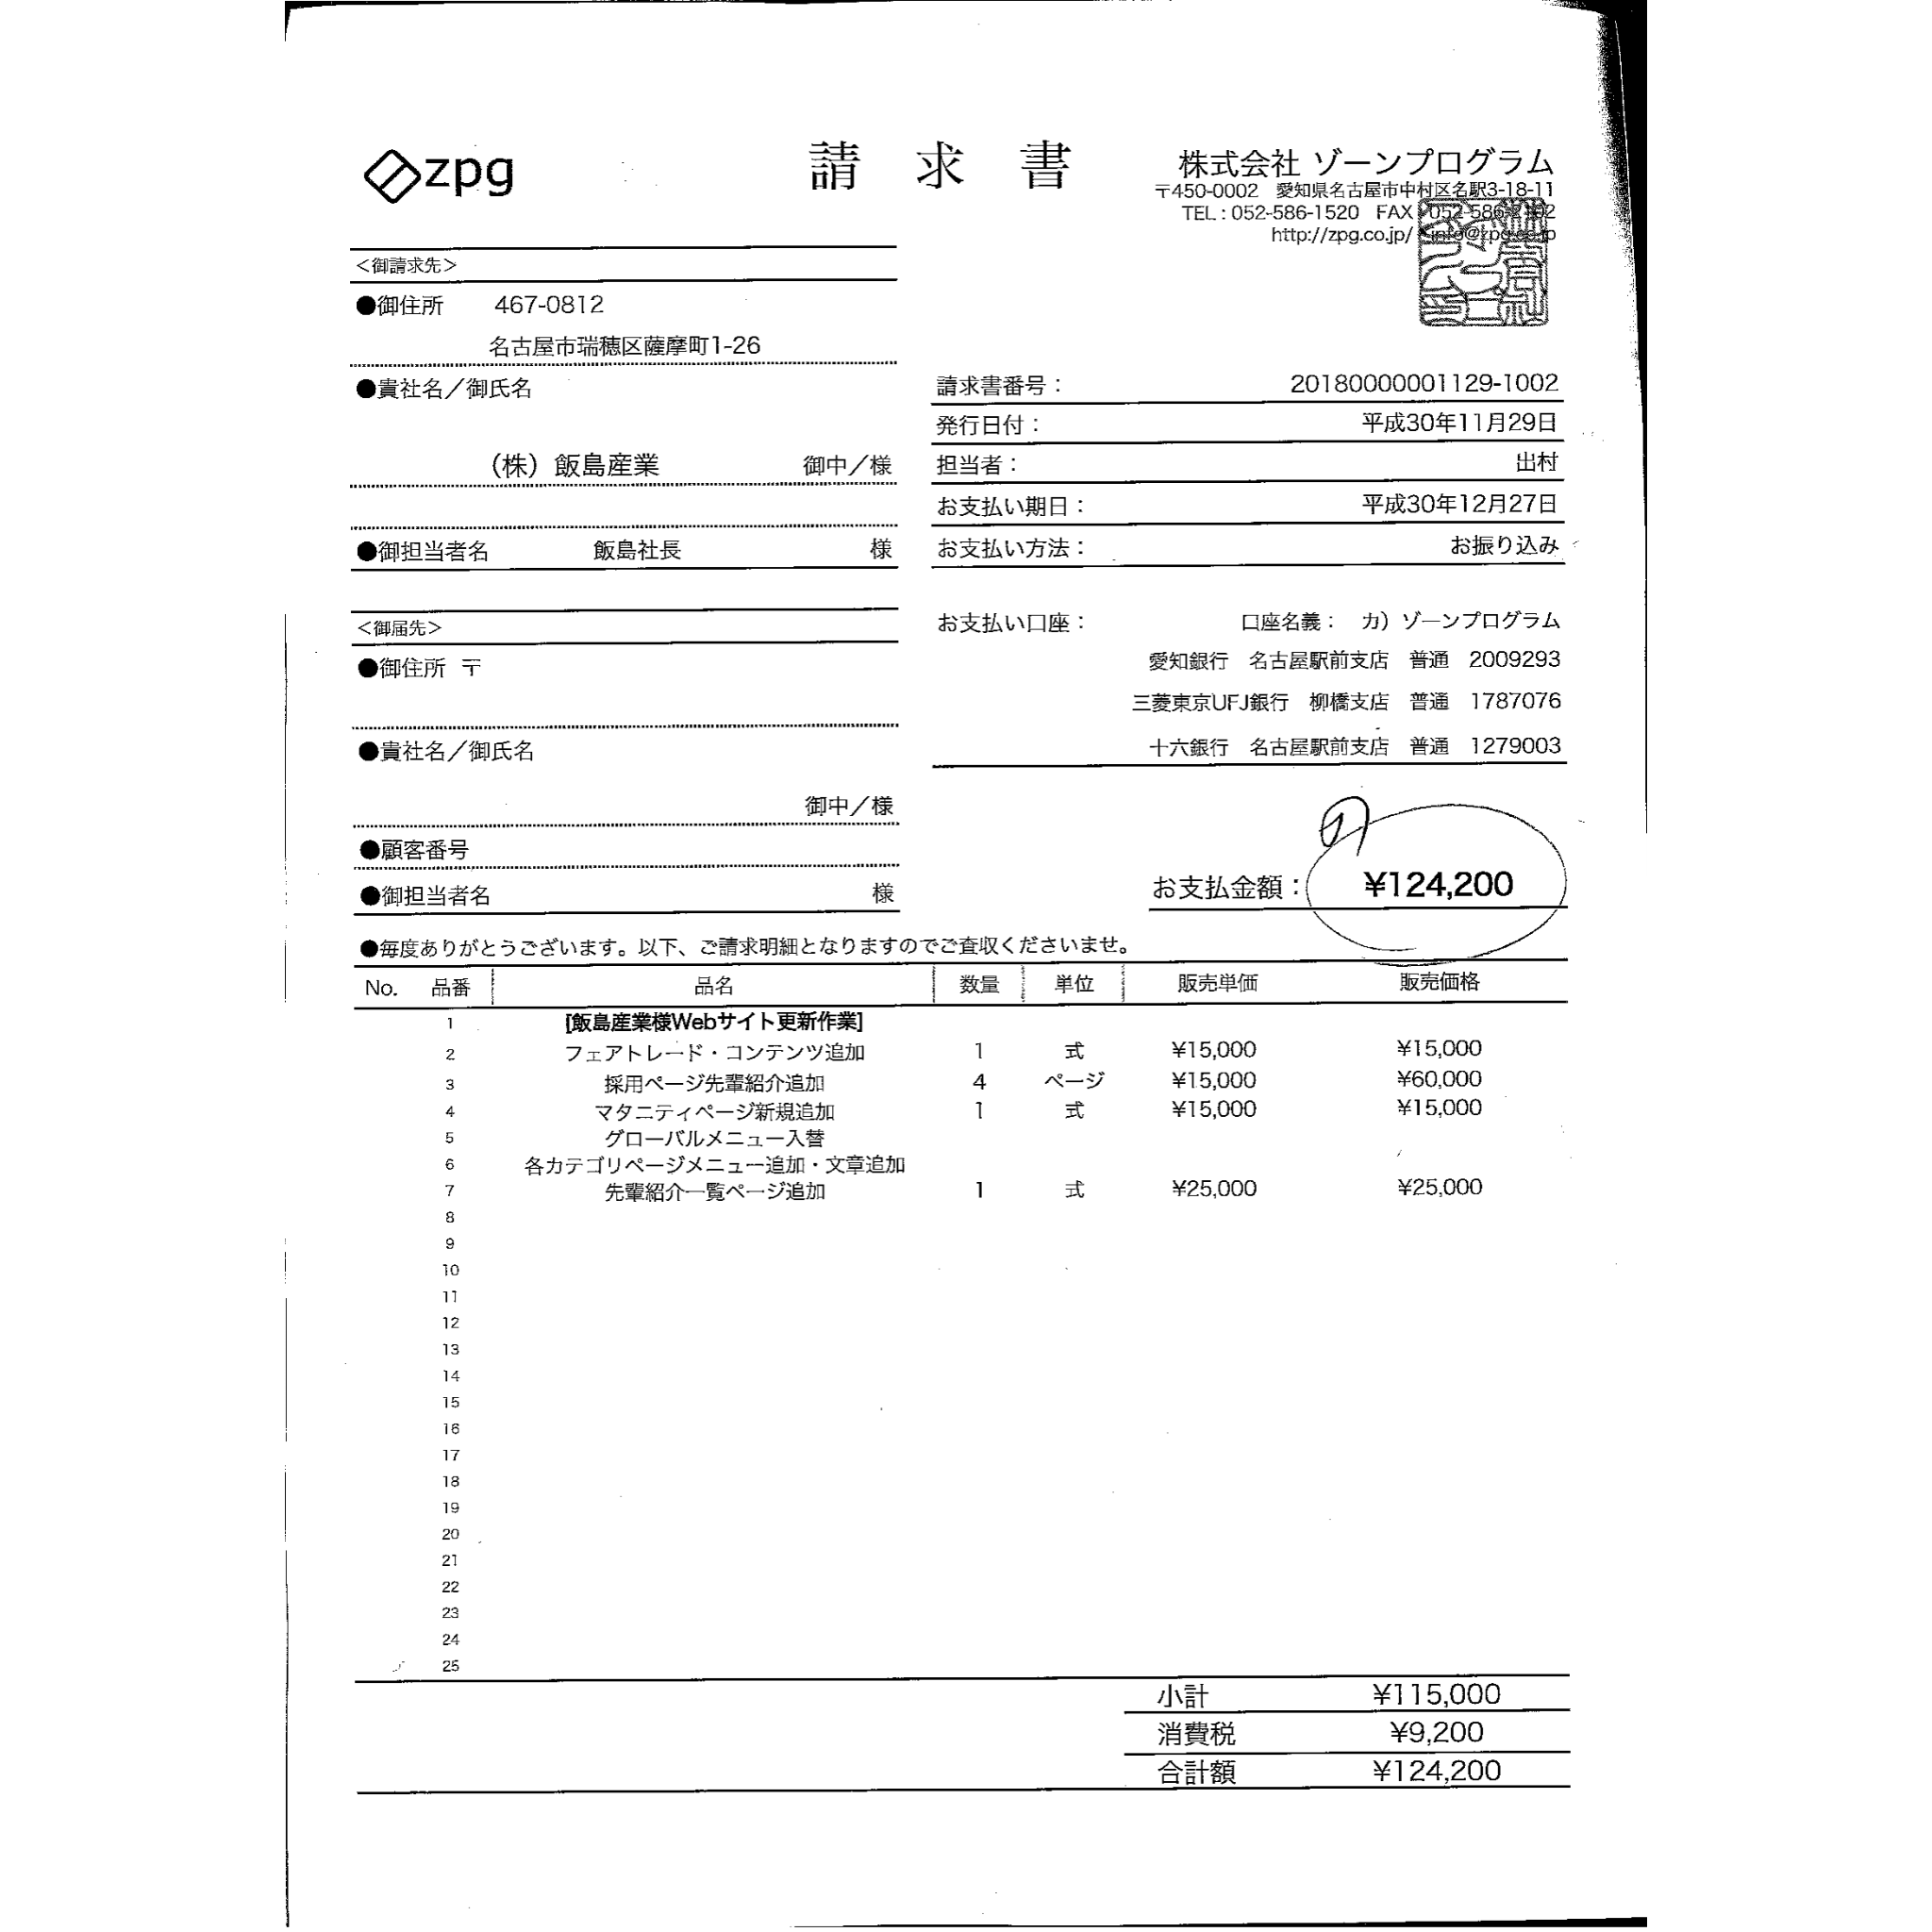 zpg
請求書
株式会社 ゾーンプログラム
〒450-0002 愛知県名古屋市中村区名駅3-18-11
TEL : 052-586-1520 FAX
http://zpg.co.jp/
＜御請求先＞
●御住所 467-0812
名古屋市瑞穂区薩摩町1-26
●貴社名／御氏名
（株）飯島産業 御中／様
●御担当者名 飯島社長 様
請求書番号： 20180000001129-1002
発行日付： 平成30年11月29日
担当者： 出村
お支払い期日： 平成30年12月27日
お支払い方法： お振り込み
＜御届先＞
●御住所 〒
●貴社名／御氏名
御中／様
●顧客番号
●御担当者名 様
お支払い口座： 口座名義： カ）ゾーンプログラム
愛知銀行 名古屋駅前支店 普通 2009293
三菱東京UFJ銀行 柳橋支店 普通 1787076
十六銀行 名古屋駅前支店 普通 1279003
お支払金額： ¥124,200
●毎度ありがとうございます。以下、ご請求明細となりますのでご査収くださいませ。
No. 品番 品名 数量 単位 販売単価 販売価格
1 [飯島産業様Webサイト更新作業]
2 フェアトレード・コンテンツ追加 1 式 ¥15,000 ¥15,000
3 採用ページ先輩紹介追加 4 ページ ¥15,000 ¥60,000
4 マタニティページ新規追加 1 式 ¥15,000 ¥15,000
5 グローバルメニュー入替
6 各カテゴリページメニュー追加・文章追加
7 先輩紹介一覧ページ追加 1 式 ¥25,000 ¥25,000
8
9
10
11
12
13
14
15
16
17
18
19
20
21
22
23
24
25
小計 ¥115,000
消費税 ¥9,200
合計額 ¥124,200